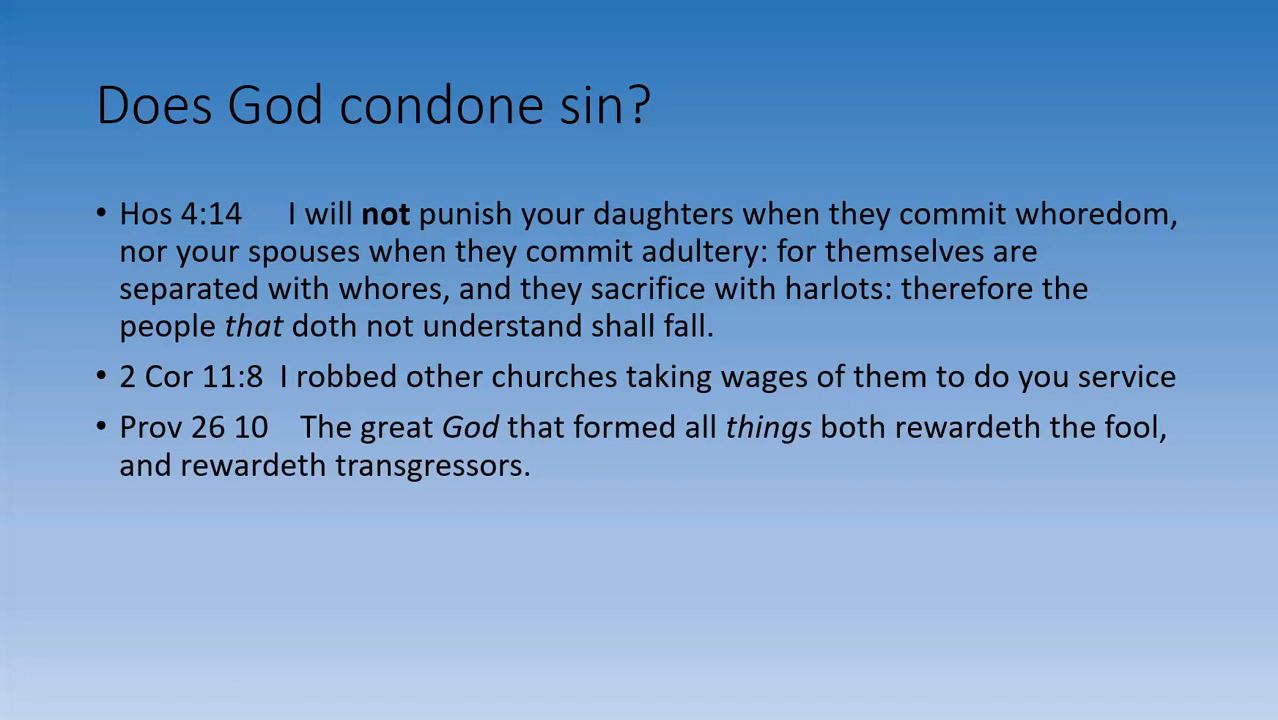 Does God condone sin?
• Hos 4:14 I will not punish your daughters when they commit whoredom,
nor your spouses when they commit adultery: for themselves are
separated with whores, and they sacrifice with harlots: therefore the
people that doth not understand shall fall.
• 2 Cor 11:8 I robbed other churches taking wages of them to do you service
• Prov 26 10 The great God that formed all things both rewardeth the fool,
and rewardeth transgressors.